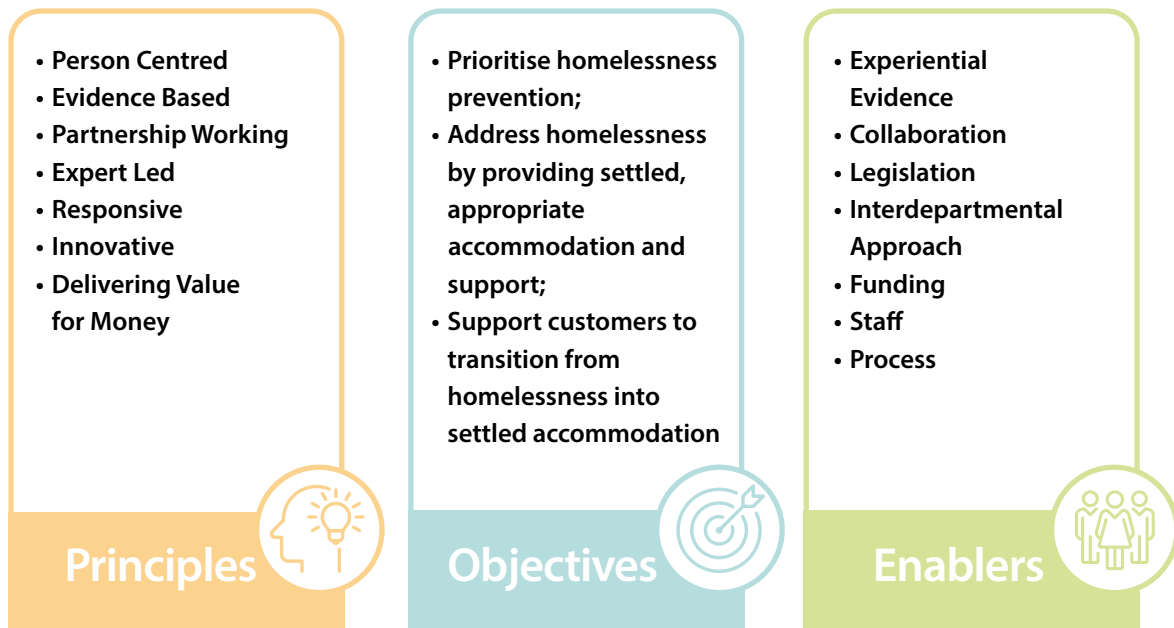 • Person Centred
• Evidence Based
• Partnership Working
• Expert Led
• Responsive
• Innovative
• Delivering Value
for Money
Principles
• Prioritise homelessness
prevention;
• Address homelessness
by providing settled,
appropriate
accommodation and
support;
• Support customers to
transition from
homelessness into
settled accommodation
Objectives
• Experiential
Evidence
• Collaboration
• Legislation
• Interdepartmental
Approach
• Funding
• Staff
• Process
Enablers